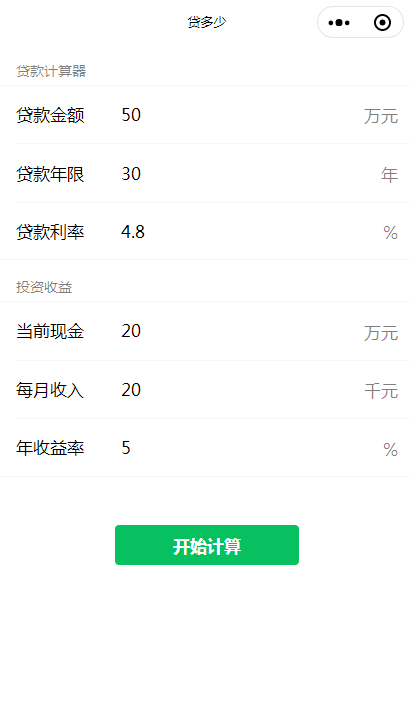 贷多少
贷款计算器
贷款金额 50 万元
贷款年限 30 年
贷款利率 4.8 %
投资收益
当前现金 20 万元
每月收入 20 千元
年收益率 5 %
开始计算